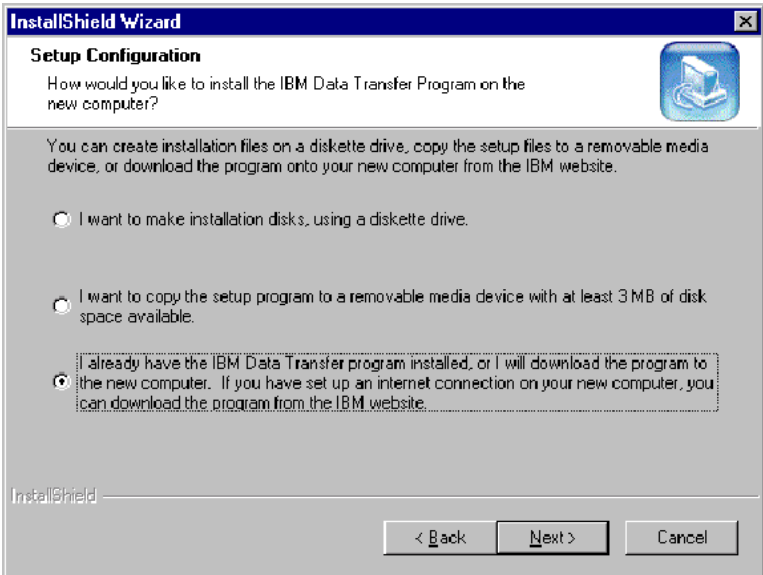 InstallShield Wizard
Setup Configuration
How would you like to install the IBM Data Transfer Program on the
new computer?
You can create installation files on a diskette drive, copy the setup files to a removable media
device, or download the program onto your new computer from the IBM website.
I want to make installation disks, using a diskette drive.
I want to copy the setup program to a removable media device with at least 3 MB of disk
space available.
I already have the IBM Data Transfer program installed, or I will download the program to
the new computer.  If you have set up an internet connection on your new computer, you
can download the program from the IBM website.
InstallShield
< Back
Next >
Cancel